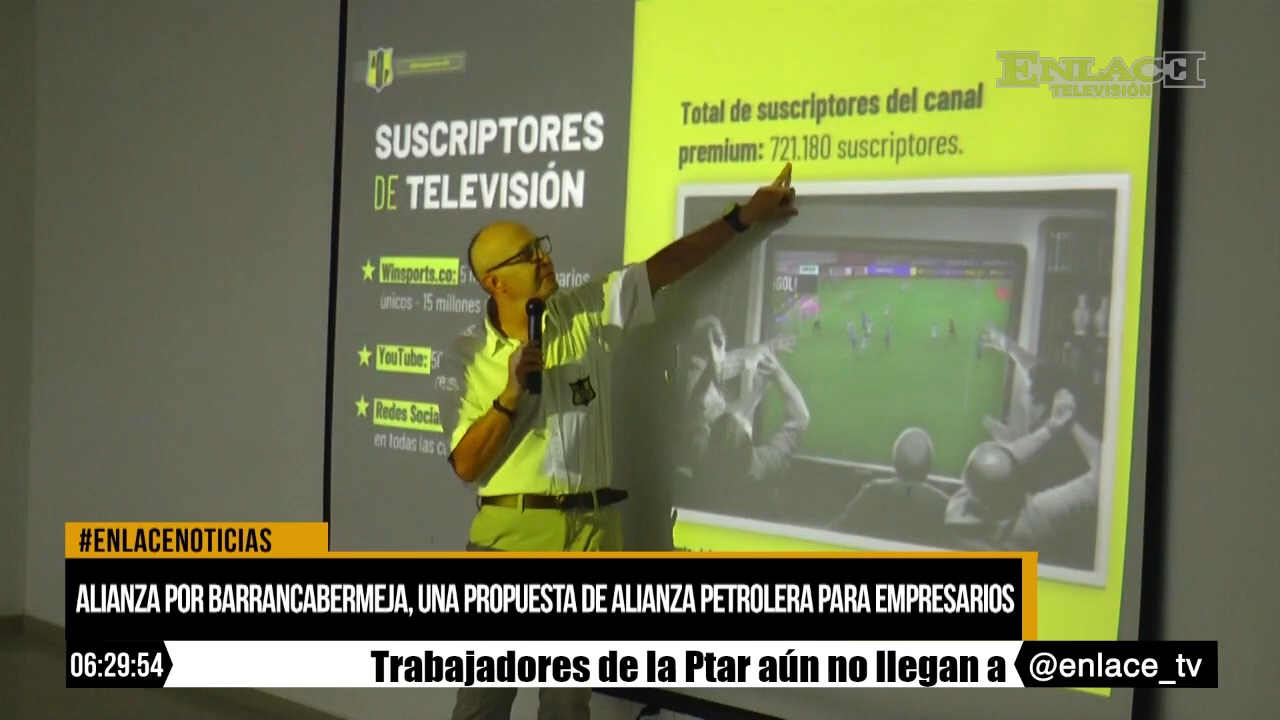 ENLACE
TELEVISIÓN
SUSCRIPTORES
DE TELEVISIÓN
Winsports.co:
únicos - 15 millones
YouTube:
Redes Socia
en todas las
Total de suscriptores del canal
premium: 721.180 suscriptores.
¡GOL!
#ENLACENOTICIAS
ALIANZA POR BARRANCABERMEJA, UNA PROPUESTA DE ALIANZA PETROLERA PARA EMPRESARIOS
06:29:54
Trabajadores de la Ptar aún no llegan a
@enlace_tv